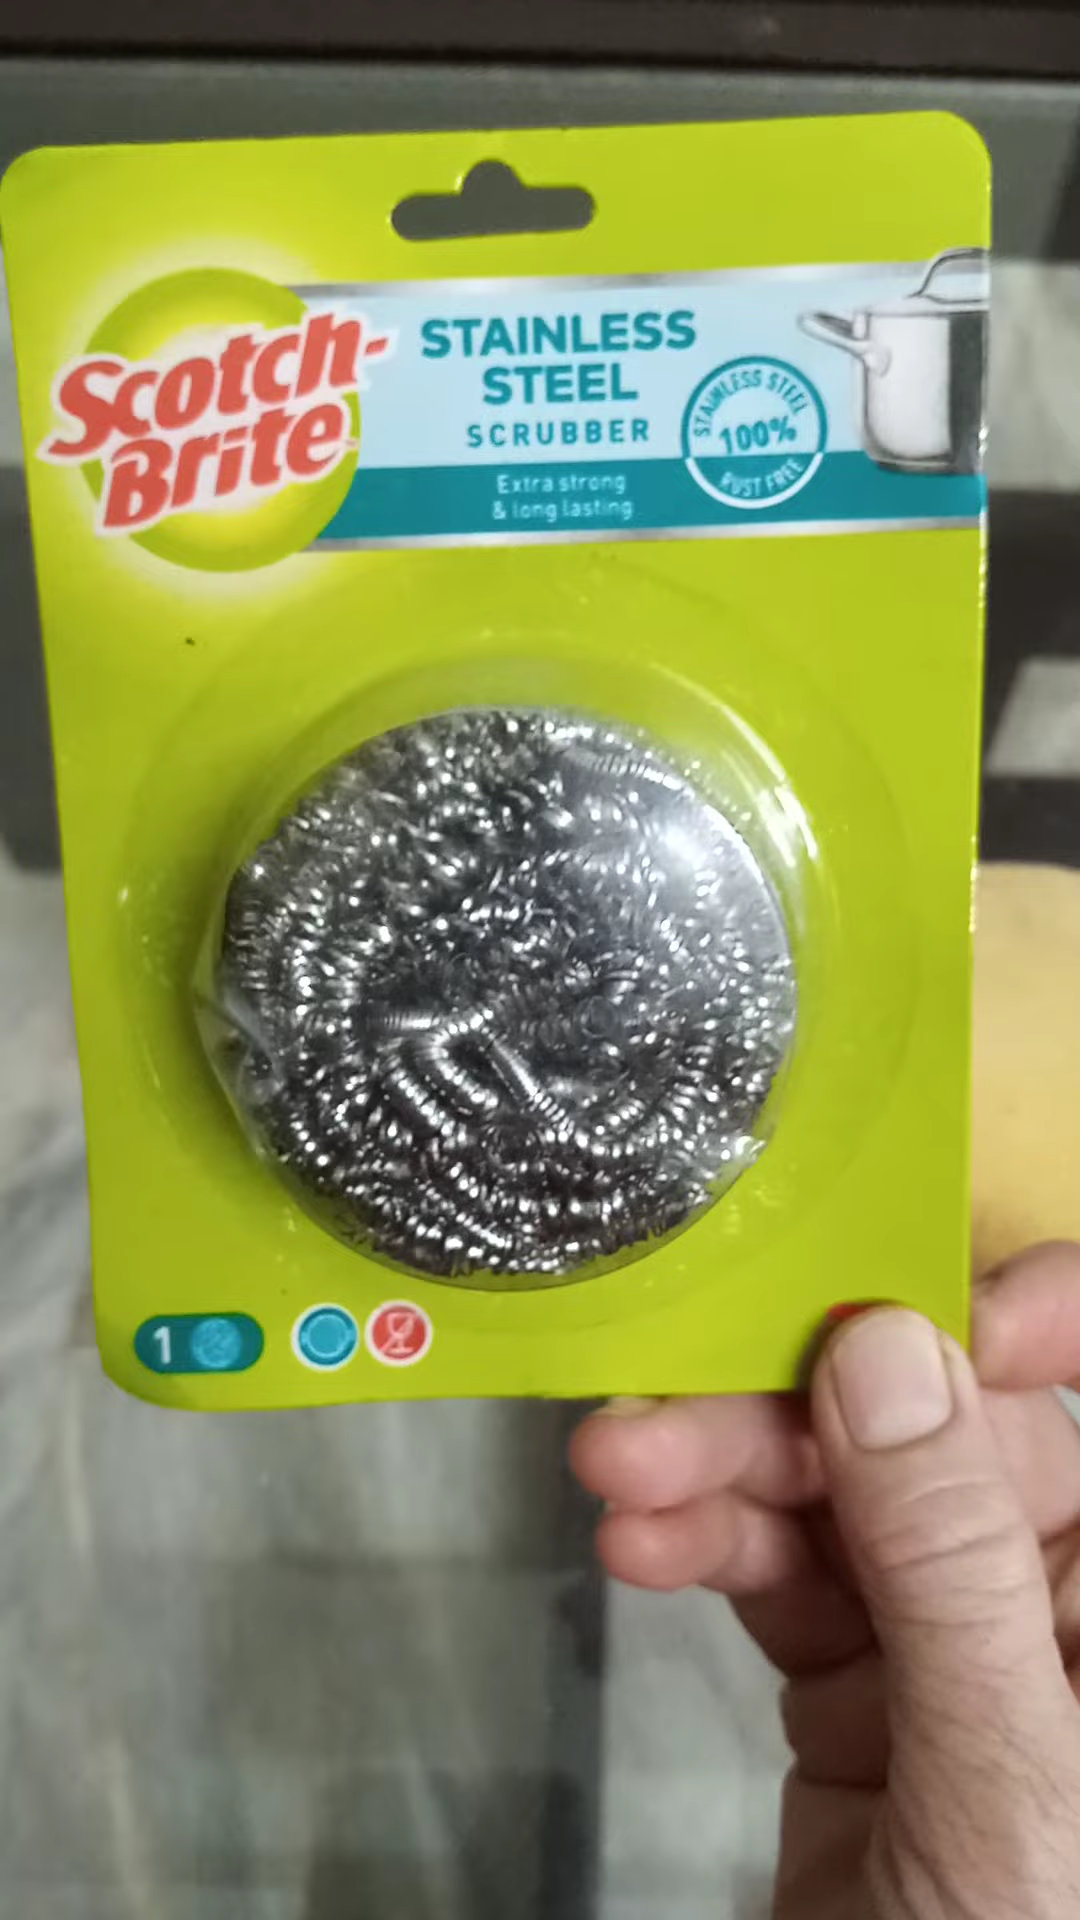 Scotch-
Brite
STAINLESS
STEEL
SCRUBBER
Extra strong
& long lasting
STAINLESS STEEL
100%
RUST FREE
1